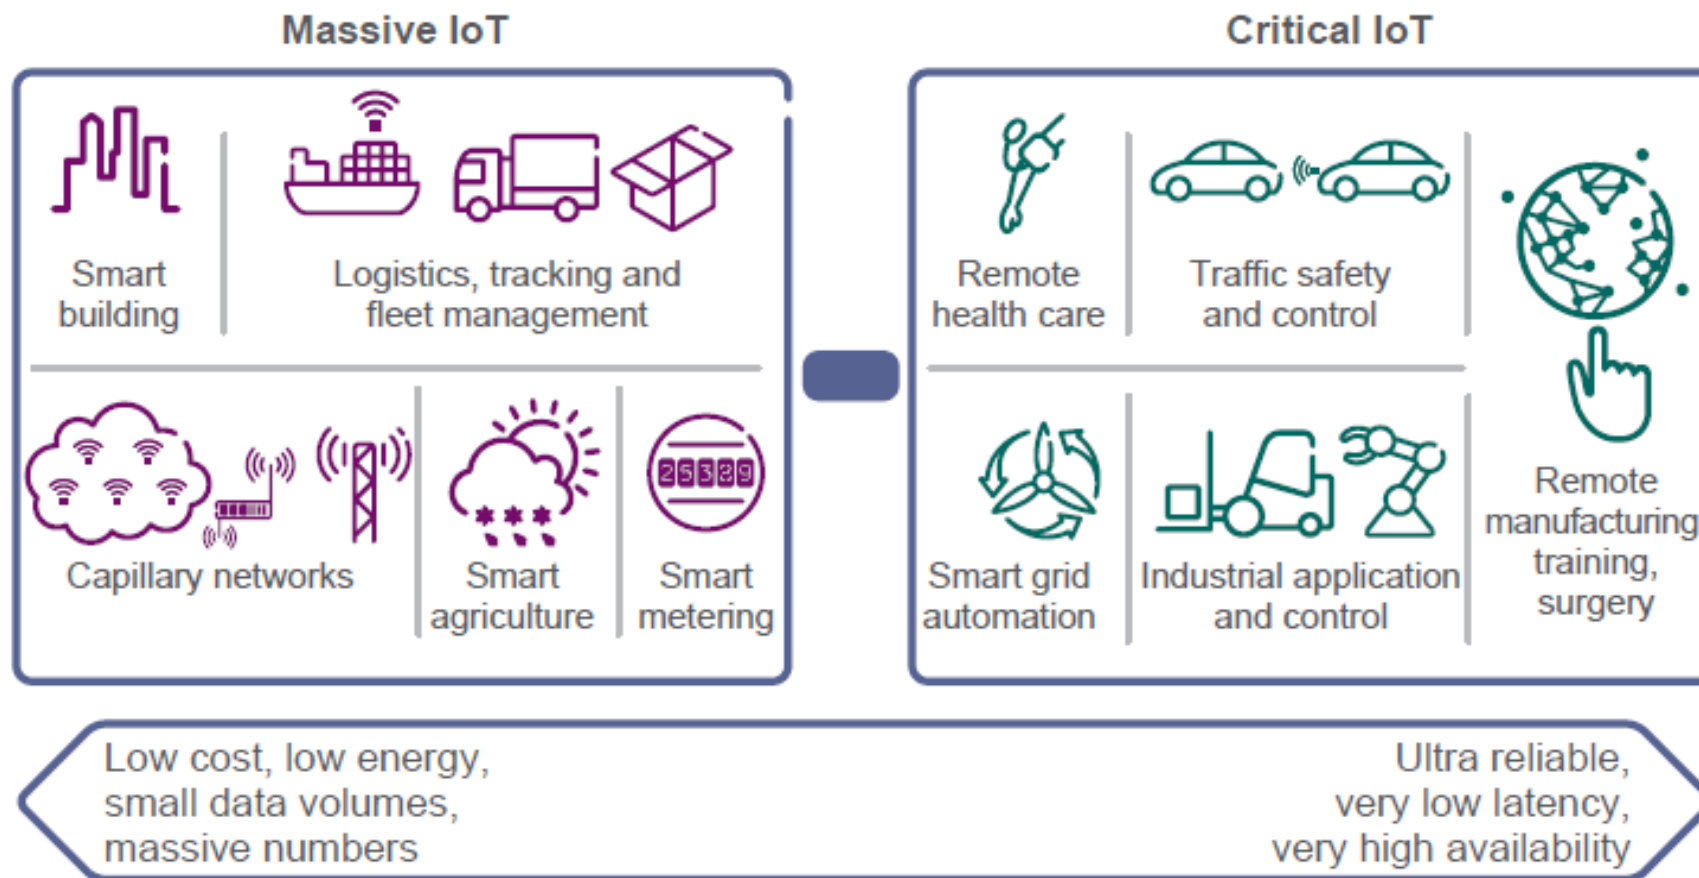 Massive IoT
Critical IoT
Smart
building
Logistics, tracking and
fleet management
Capillary networks
Smart
agriculture
25309
Smart
metering
Remote
health care
Traffic safety
and control
Smart grid
automation
Industrial application
and control
Remote
manufacturing
training,
surgery
Low cost, low energy,
small data volumes,
massive numbers
Ultra reliable,
very low latency,
very high availability